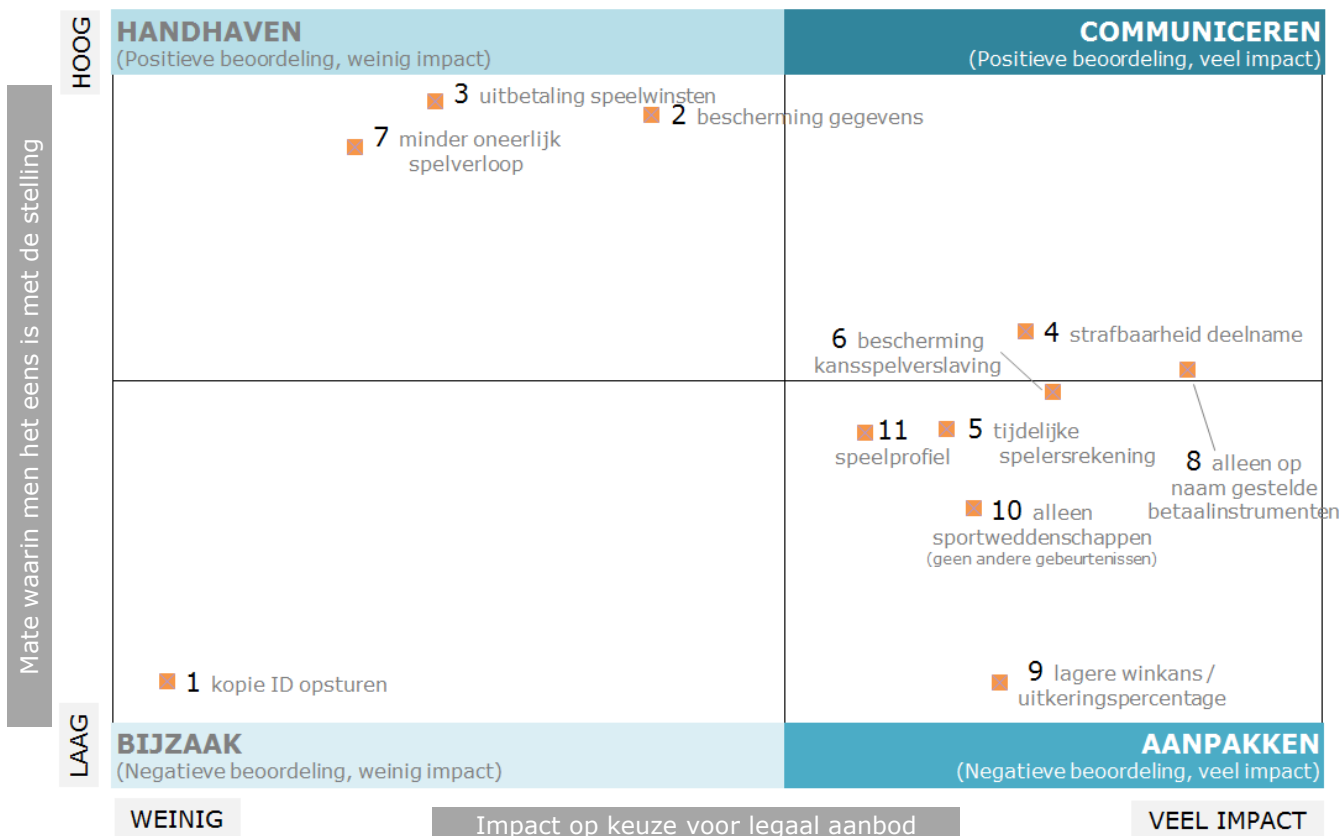 HOOG
HANDHAVEN
(Positieve beoordeling, weinig impact)
COMMUNICEREN
(Positieve beoordeling, veel impact)
Mate waarin men het eens is met de stelling
3 uitbetaling speelwinsten
2 bescherming gegevens
7 minder oneerlijk
spelverloop
6 bescherming
kansspelverslaving
4 strafbaarheid deelname
11
speelprofiel
5 tijdelijke
spelersrekening
8 alleen op
naam gestelde
betaalinstrumenten
10 alleen
sportweddenschappen
(geen andere gebeurtenissen)
1 kopie ID opsturen
9 lagere winkans /
uitkeringspercentage
LAAG
BIJZAAK
(Negatieve beoordeling, weinig impact)
AANPAKKEN
(Negatieve beoordeling, veel impact)
WEINIG
Impact op keuze voor legaal aanbod
VEEL IMPACT